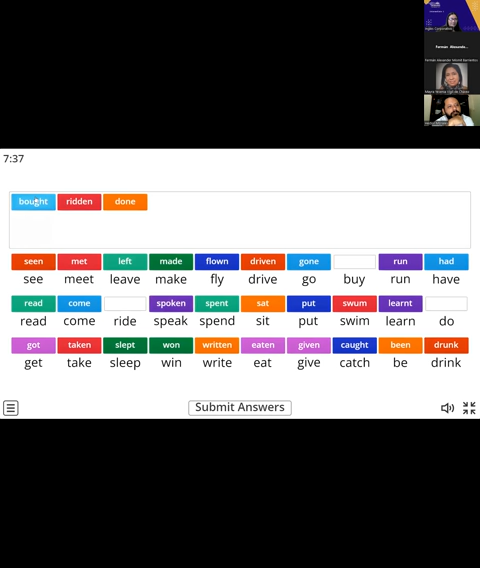 Ferman Alexande...
7:37
bought ridden done
seen met left made flown driven gone run had
see meet leave make fly drive go buy run have
read come spoken spent sat put swum learnt
read come ride speak spend sit put swim learn do
got taken slept won written eaten given caught been drunk
get take sleep win write eat give catch be drink
Submit Answers